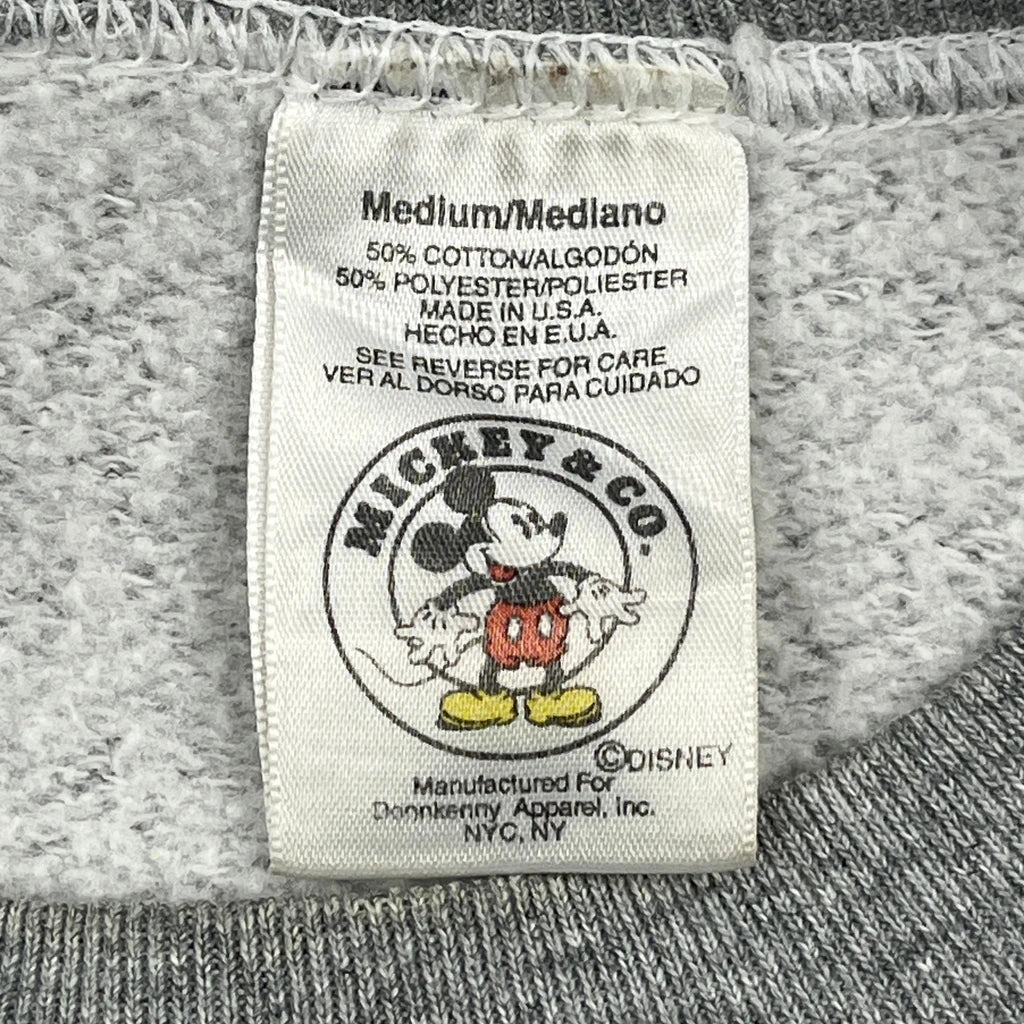 Medium/Mediano
50% COTTON/ALGODÓN
50% POLYESTER/POLIESTER
MADE IN U.S.A.
HECHO EN E.U.A.
SEE REVERSE FOR CARE
VER AL DORSO PARA CUIDADO
MICKEY & CO.
©DISNEY
Manufactured For
Donnkenny Apparel, Inc.
NYC, NY